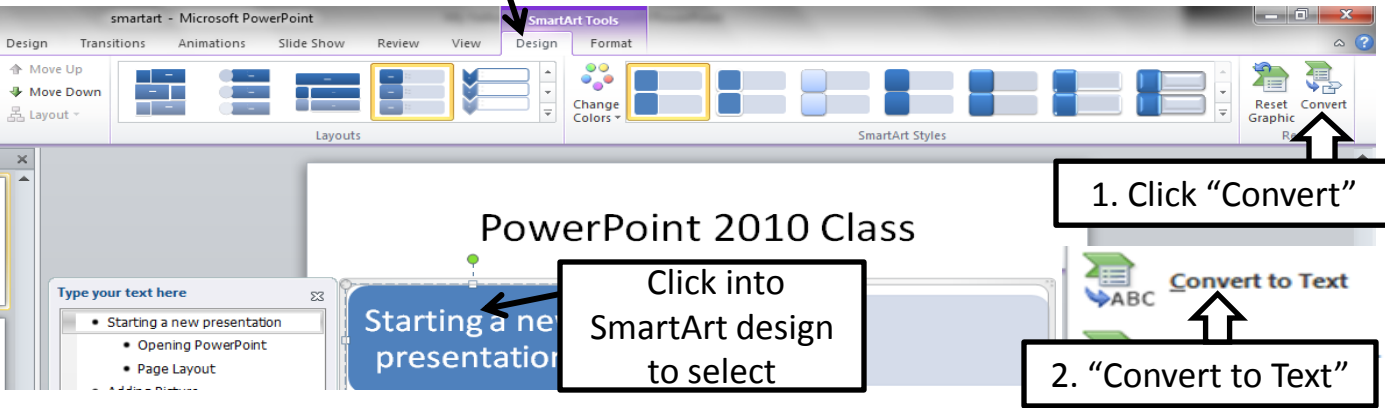 smartart - Microsoft PowerPoint
SmartArt Tools
Design Transitions Animations Slide Show Review View Design Format
Move Up
Move Down
Layout
Layouts
Change
Colors
SmartArt Styles
Reset
Graphic
Convert
1. Click “Convert”
PowerPoint 2010 Class
Click into
SmartArt design
to select
ABC
Convert to Text
2. “Convert to Text”
Type your text here
• Starting a new presentation
• Opening PowerPoint
• Page Layout
Starting a
presentation